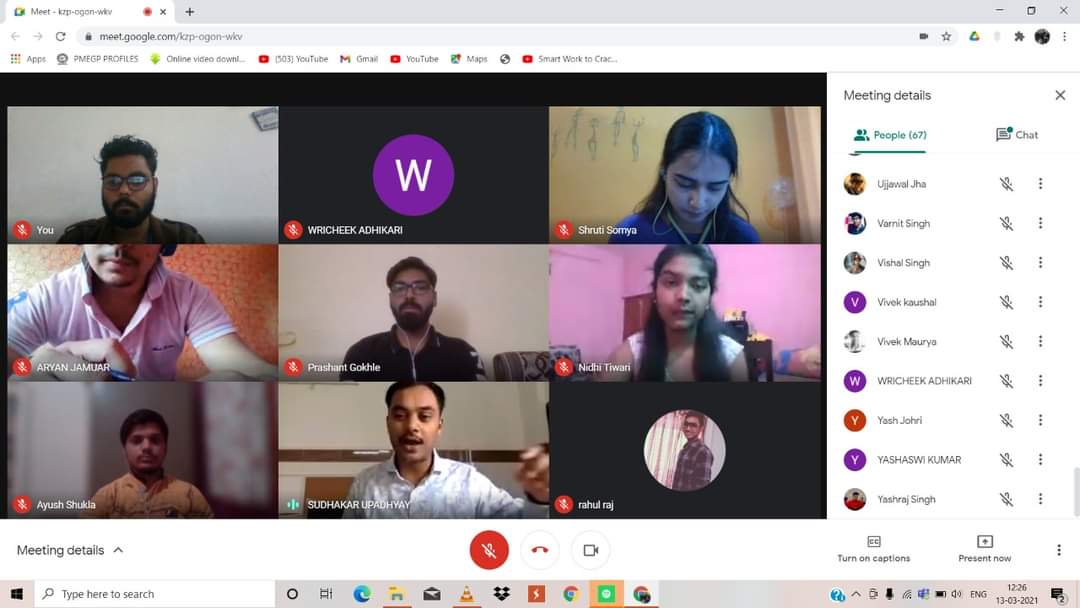 Meet - kzp-ogon-wkv
meet.google.com/kzp-ogon-wkv
Apps
PMEGP PROFILES
Online video downl...
(503) YouTube
Gmail
YouTube
Maps
Smart Work to Crac...
Meeting details
People (67)
Chat
You
W
WRICHEEK ADHIKARI
Shruti Somya
ARYAN JAMUAR
Prashant Gokhle
Nidhi Tiwari
Ayush Shukla
SUDHAKAR UPADHYAY
rahul raj
Ujjawal Jha
Varnit Singh
Vishal Singh
V
Vivek kaushal
Vivek Maurya
W
WRICHEEK ADHIKARI
Y
Yash Johri
Y
YASHASWI KUMAR
Yashraj Singh
Meeting details
CC
Turn on captions
Present now
Type here to search
ENG
12:26
13-03-2021
2